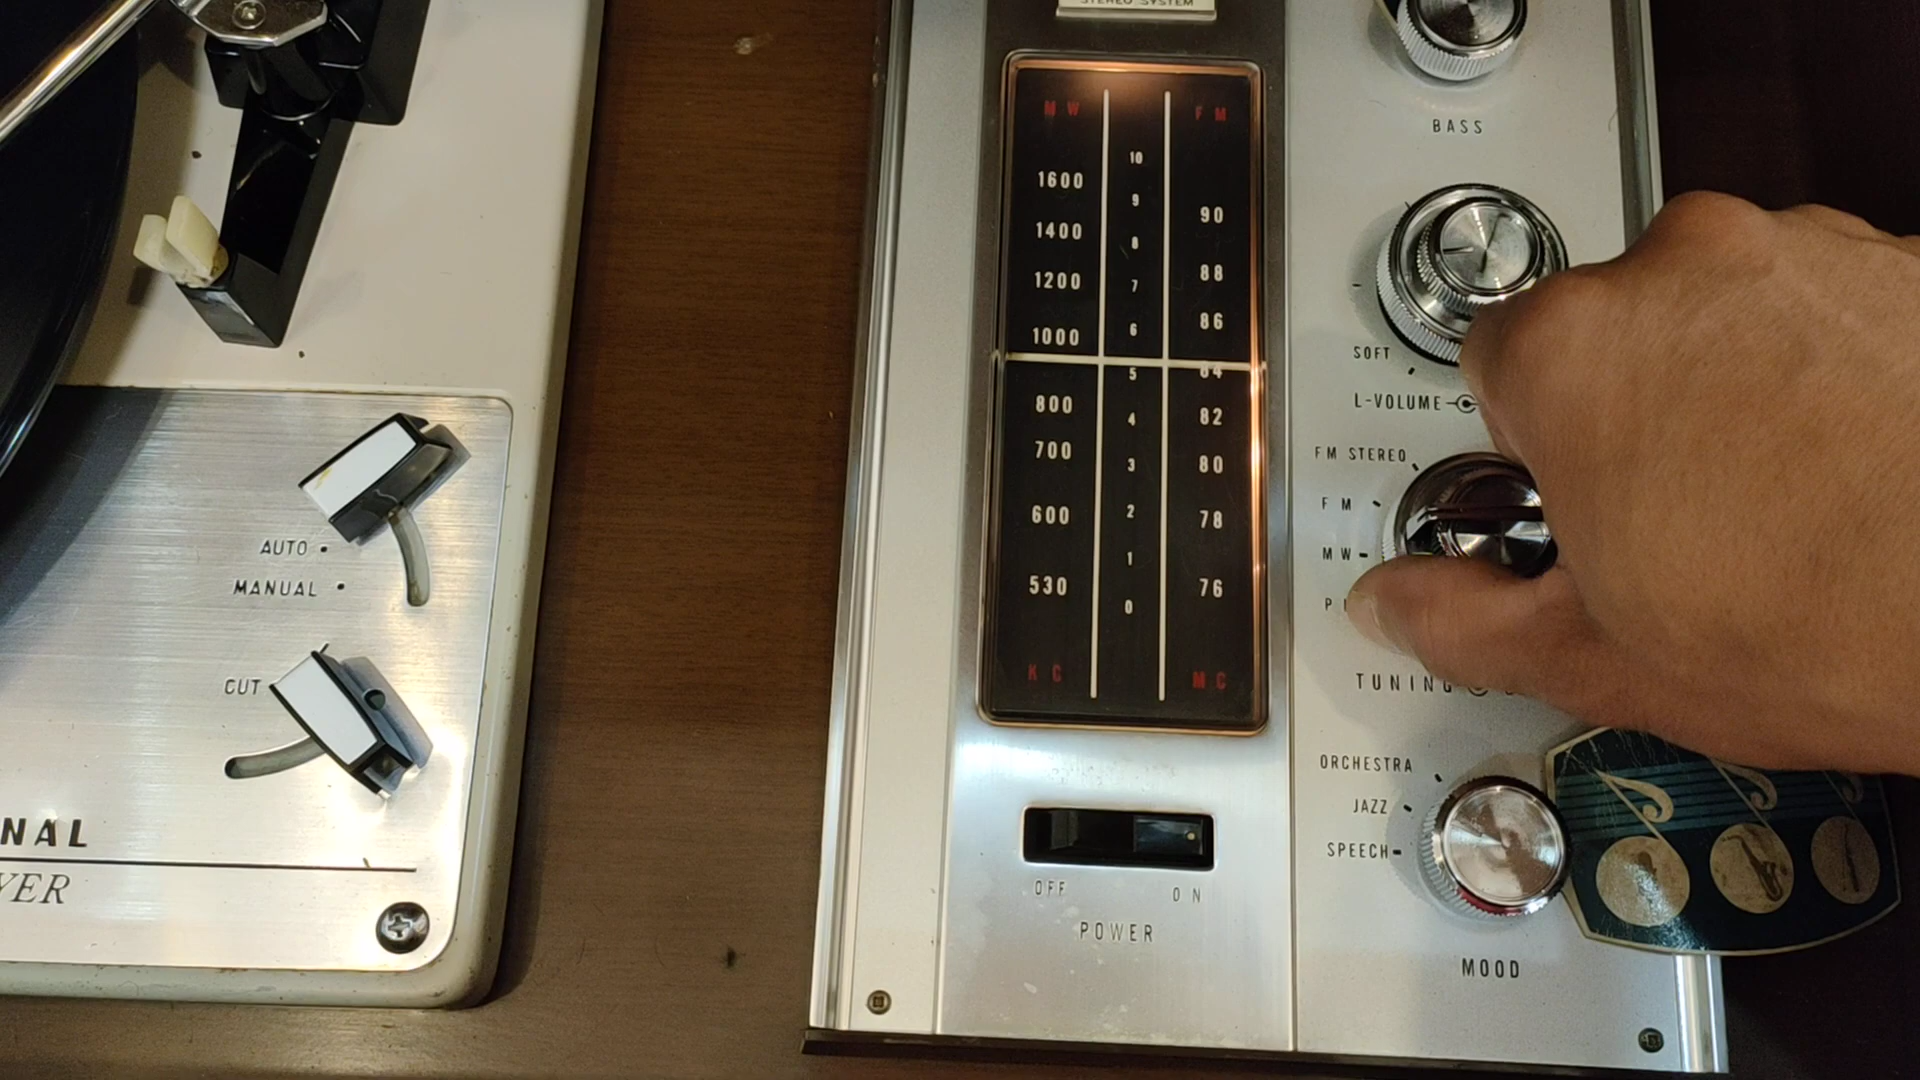 STEREO SYSTEM
BASS
MW FM
10
1600
9
90
1400
8
88
1200
7
86
1000
6
84
5
800
4
82
700
3
80
600
2
78
530
1
76
0
KC MC
SOFT
L-VOLUME
FM STEREO
FM
MW
TUNING
ORCHESTRA
JAZZ
SPEECH
MOOD
OFF ON
POWER
AUTO
MANUAL
CUT
NAL
YER